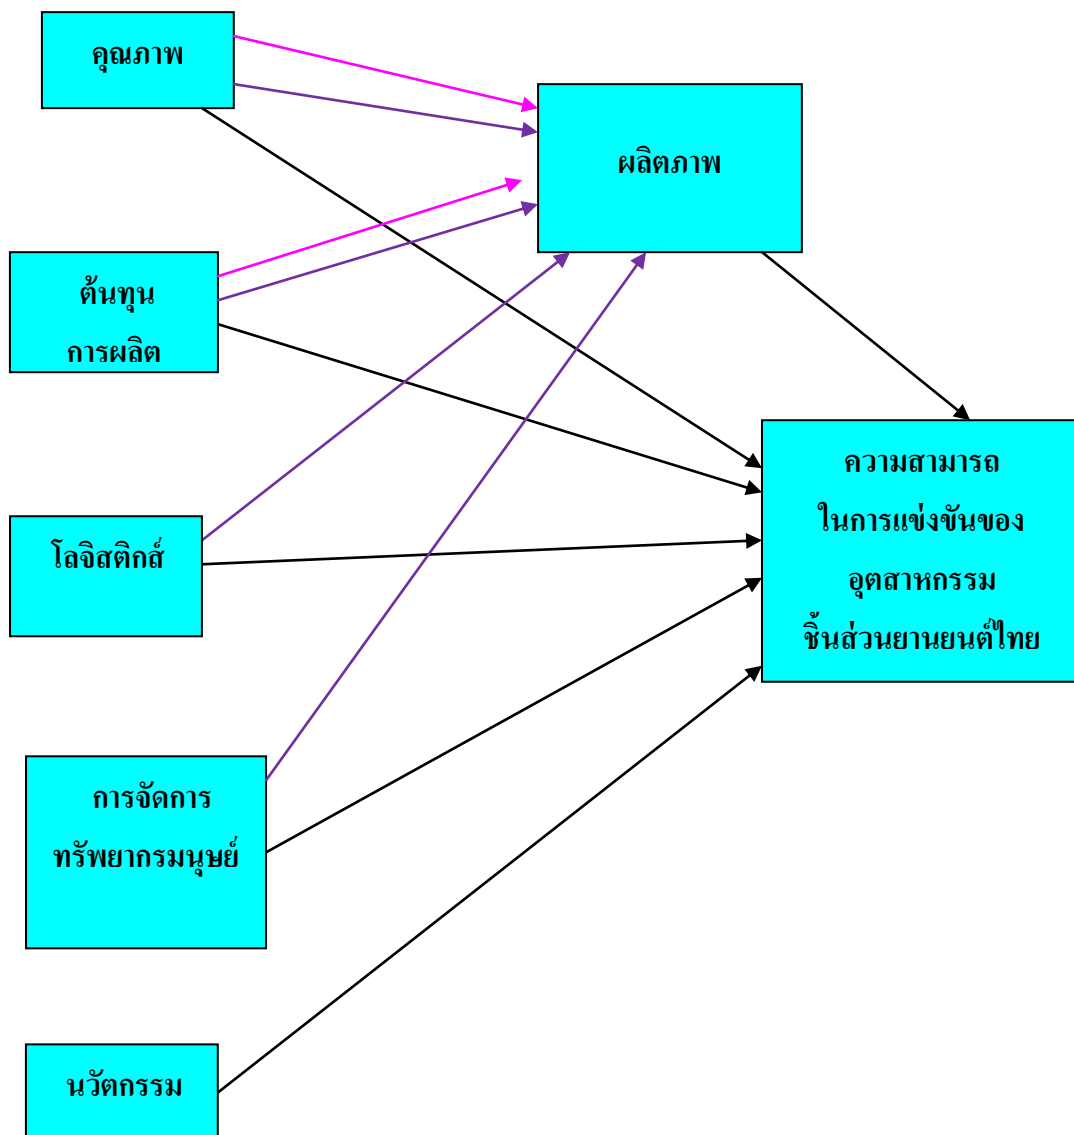 คุณภาพ
ผลิตภาพ
ต้นทุน
การผลิต
ความสามารถ
ในการแข่งขันของ
อุตสาหกรรม
ชิ้นส่วนยานยนต์ไทย
โลจิสติกส์
การจัดการ
ทรัพยากรมนุษย์
นวัตกรรม